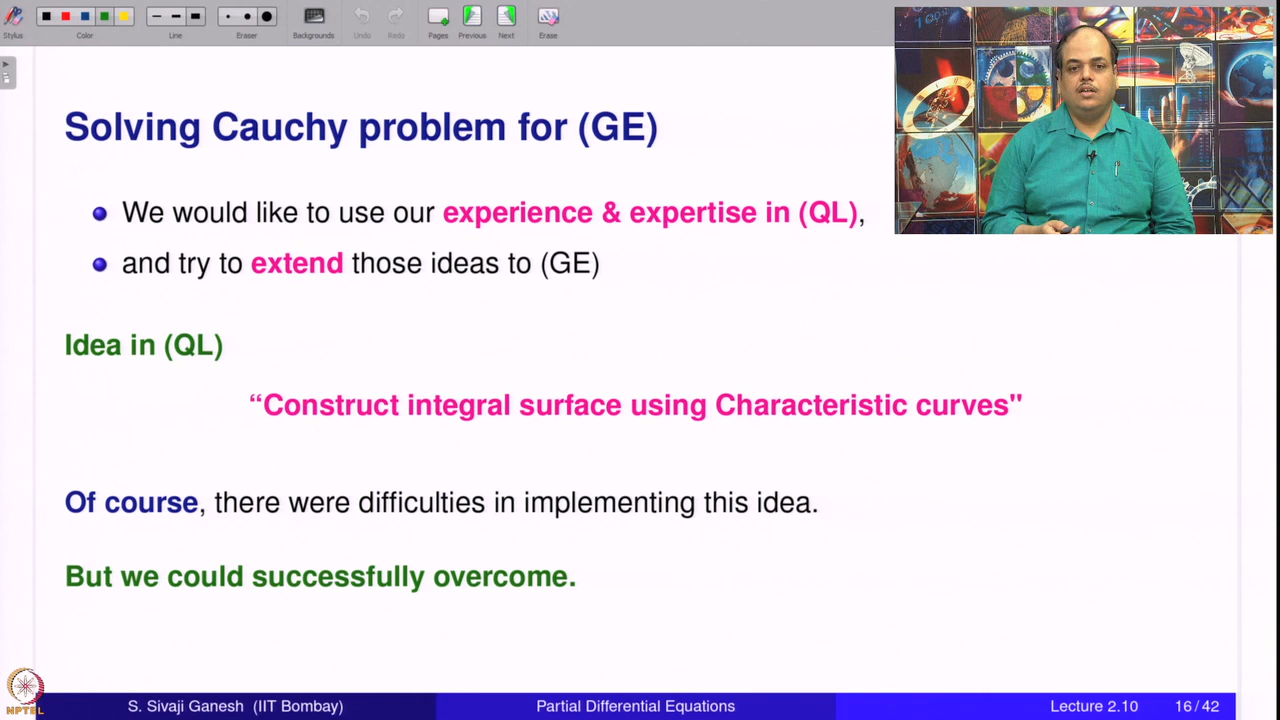 Stylus
Color
Line
Eraser
Backgrounds
Undo
Redo
Pages
Previous
Next
Erase
Solving Cauchy problem for (GE)
We would like to use our experience & expertise in (QL),
and try to extend those ideas to (GE)
Idea in (QL)
“Construct integral surface using Characteristic curves"
Of course, there were difficulties in implementing this idea.
But we could successfully overcome.
NPTEL
S. Sivaji Ganesh (IIT Bombay)
Partial Differential Equations
Lecture 2.10
16 / 42